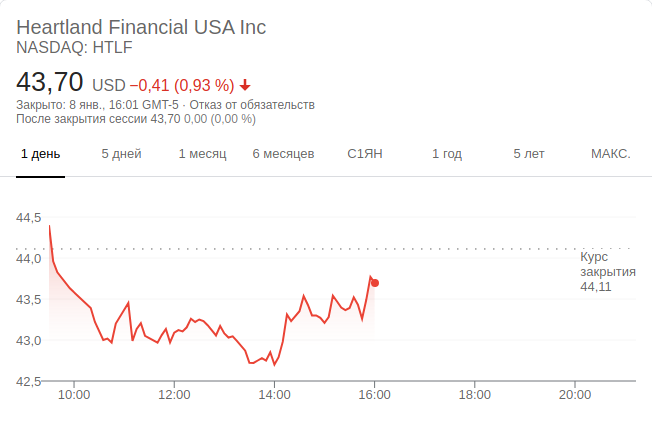 Heartland Financial USA Inc
NASDAQ: HTLF
43,70 USD −0,41 (0,93 %)
Закрыто: 8 янв., 16:01 GMT-5 · Отказ от обязательств
После закрытия сессии 43,70 0,00 (0,00 %)
1 день 5 дней 1 месяц 6 месяцев С1ЯН 1 год 5 лет МАКС.
44,5
44,0
43,5
43,0
42,5
Курс
закрытия
44,11
10:00 12:00 14:00 16:00 18:00 20:00